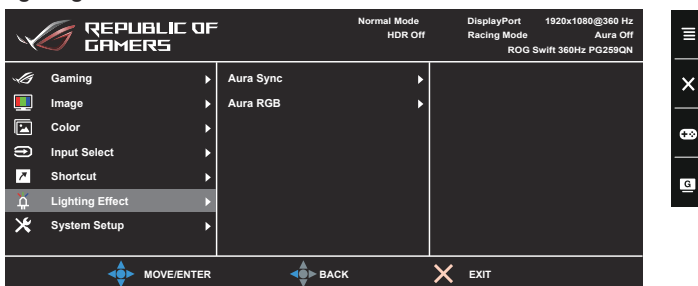 REPUBLIC OF
GAMERS
Normal Mode
HDR Off
DisplayPort
Racing Mode
1920x1080@360 Hz
Aura Off
ROG Swift 360Hz PG259QN
Gaming
Image
Color
Input Select
Shortcut
Lighting Effect
System Setup
Aura Sync
Aura RGB
MOVE/ENTER
BACK
EXIT
G